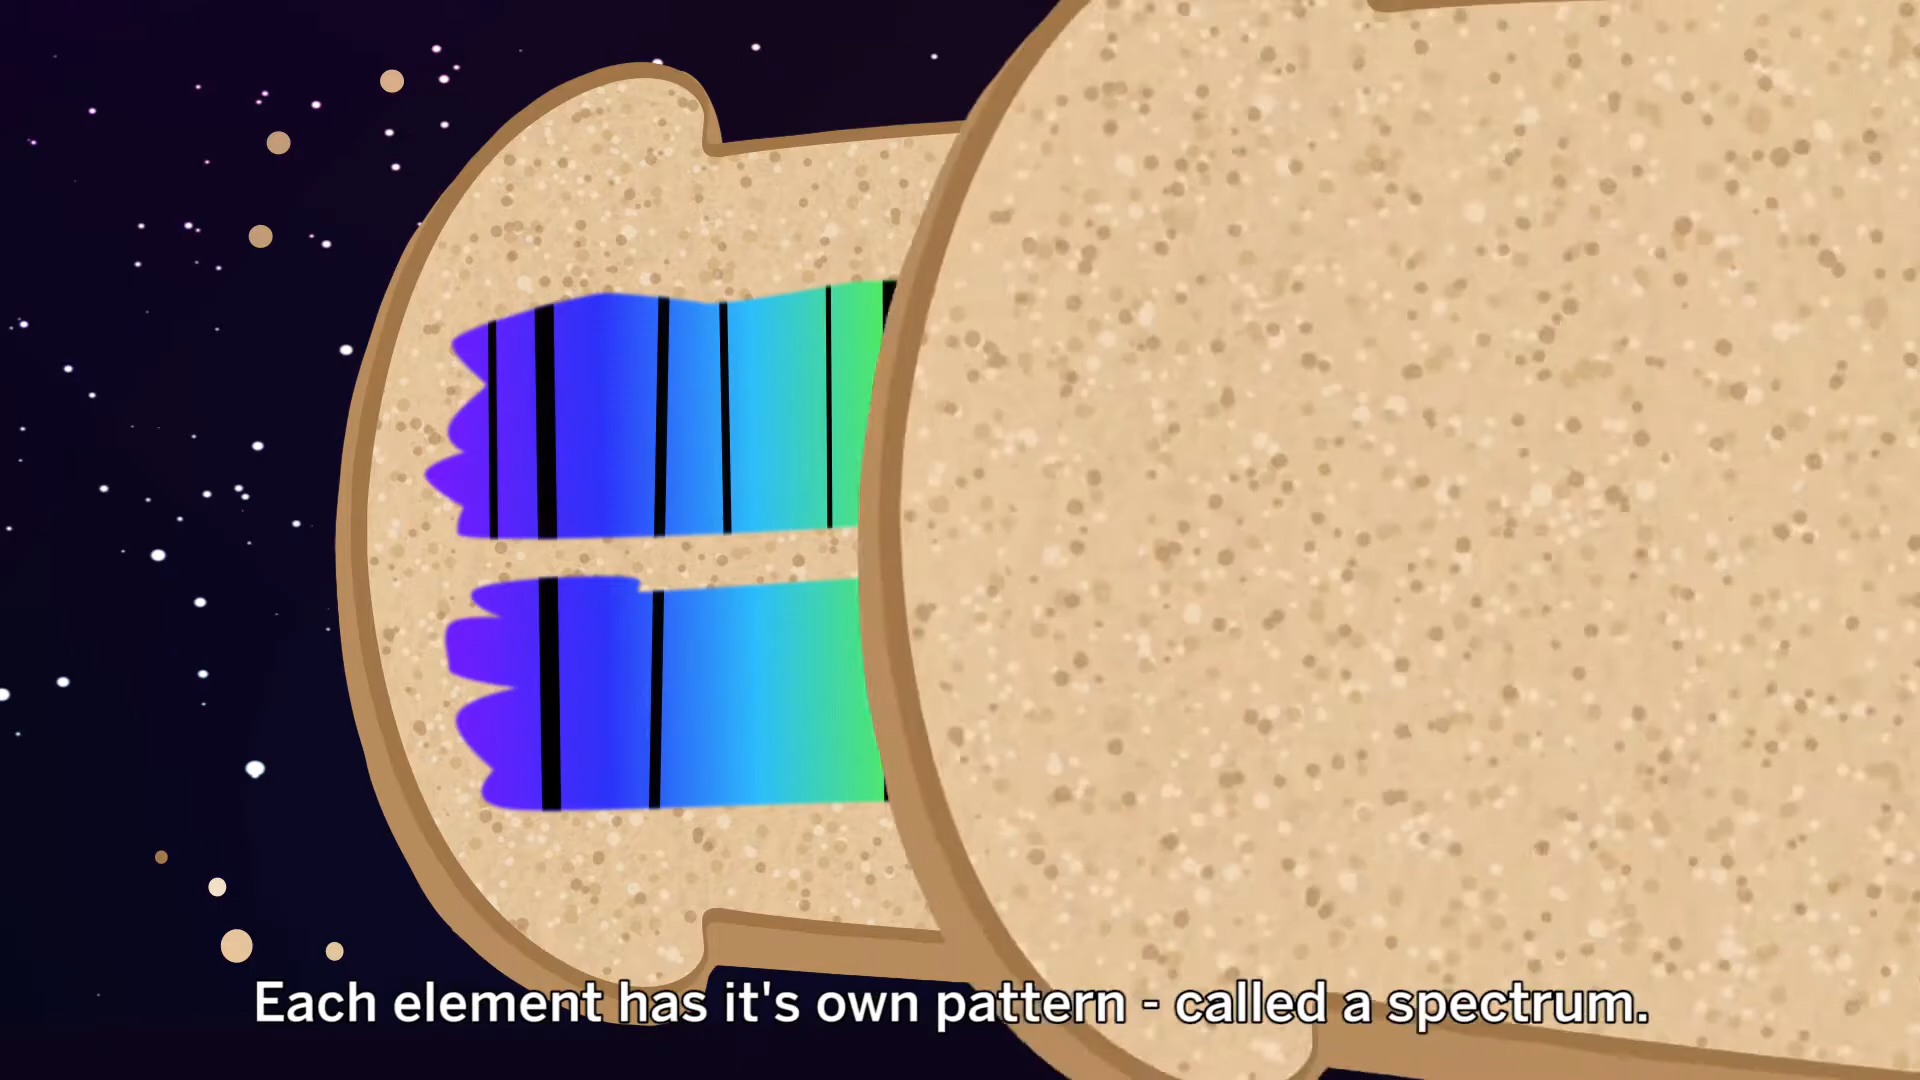 Each element has it's own pattern - called a spectrum.